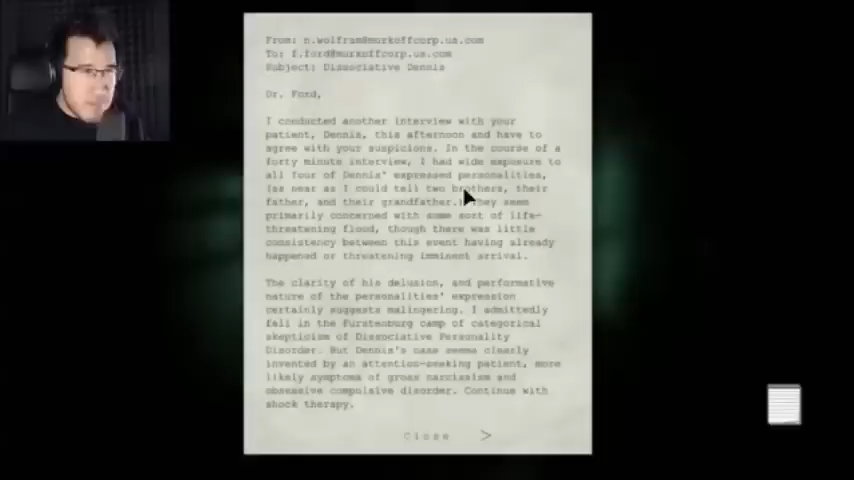 From: n.wolfram@murkoffcorp.us.com
To: f.ford@murkoffcorp.us.com
Subject: Dissociative Dennis
Dr. Ford,
I conducted another interview with your
patient, Dennis, this afternoon and have to
agree with your suspicions. In the course of a
forty minute interview, I had wide exposure to
all four of Dennis' expressed personalities,
(as near as I could tell two brothers, their
father, and their grandfather.) They seem
primarily concerned with some sort of life-
threatening flood, though there was little
consistency between this event having already
happened or threatening imminent arrival.
The clarity of his delusion, and performative
nature of the personalities' expression
certainly suggests malingering. I admittedly
fall in the Furstenburg camp of categorical
skepticism of Dissociative Personality
Disorder. But Dennis's case seems clearly
invented by an attention-seeking patient, more
likely symptoms of gross narcissism and
obsessive compulsive disorder. Continue with
shock therapy.
Close >